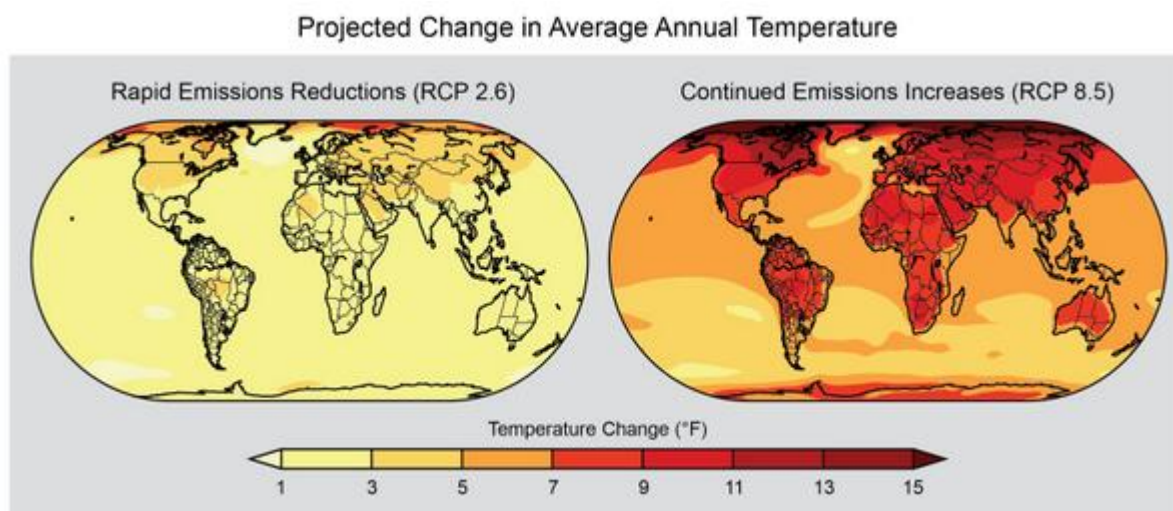 Projected Change in Average Annual Temperature
Rapid Emissions Reductions (RCP 2.6)
Continued Emissions Increases (RCP 8.5)
Temperature Change (°F)
1 3 5 7 9 11 13 15